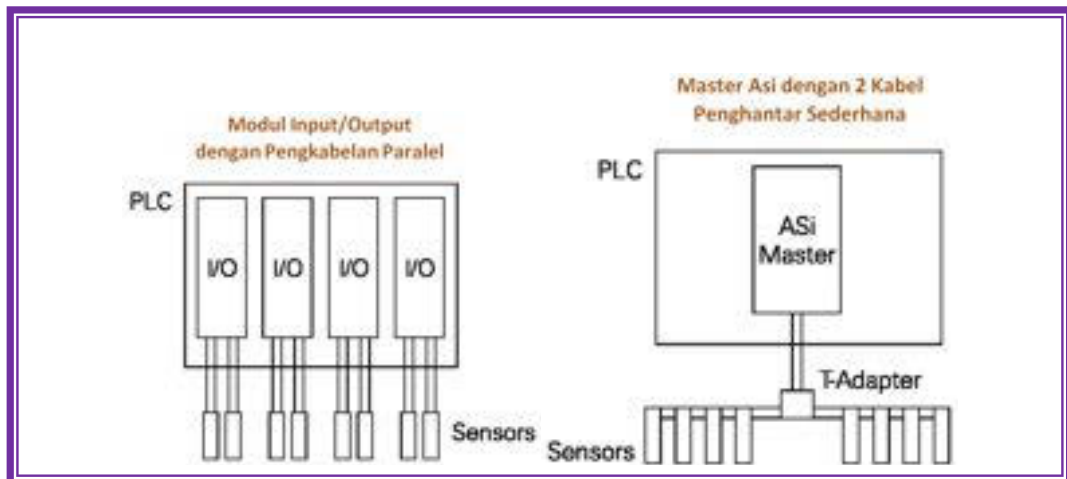 Modul Input/Output
dengan Pengkabelan Paralel
PLC
I/O
I/O
I/O
I/O
Sensors
Master Asi dengan 2 Kabel
Penghantar Sederhana
PLC
ASi
Master
T-Adapter
Sensors